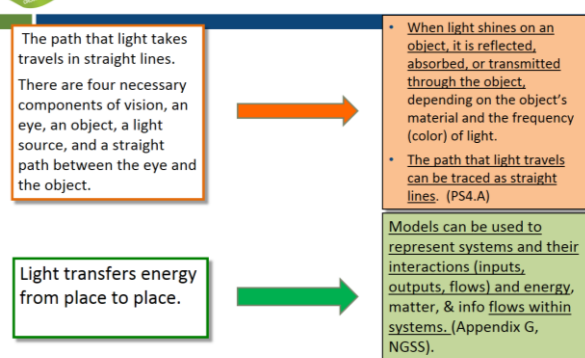 The path that light takes
travels in straight lines.
There are four necessary
components of vision, an
eye, an object, a light
source, and a straight
path between the eye and
the object.
• When light shines on an
object, it is reflected,
absorbed, or transmitted
through the object,
depending on the object's
material and the frequency
(color) of light.
• The path that light travels
can be traced as straight
lines. (PS4.A)
Light transfers energy
from place to place.
Models can be used to
represent systems and their
interactions (inputs,
outputs, flows) and energy,
matter, & info flows within
systems. (Appendix G,
NGSS).